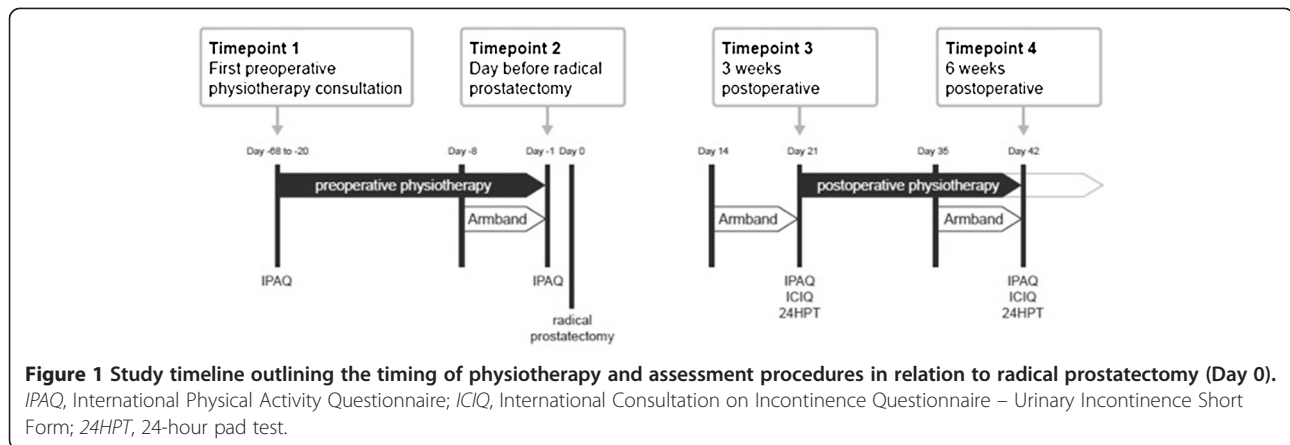 Timepoint 1
First preoperative
physiotherapy consultation
Timepoint 2
Day before radical
prostatectomy
Timepoint 3
3 weeks
postoperative
Timepoint 4
6 weeks
postoperative
Day -68 to -20
Day -8
Day -1
Day 0
Day 14
Day 21
Day 35
Day 42
preoperative physiotherapy
postoperative physiotherapy
Armband
Armband
Armband
IPAQ
IPAQ
radical
prostatectomy
IPAQ
ICIQ
24HPT
IPAQ
ICIQ
24HPT
Figure 1 Study timeline outlining the timing of physiotherapy and assessment procedures in relation to radical prostatectomy (Day 0).
IPAQ, International Physical Activity Questionnaire; ICIQ, International Consultation on Incontinence Questionnaire – Urinary Incontinence Short
Form; 24HPT, 24-hour pad test.